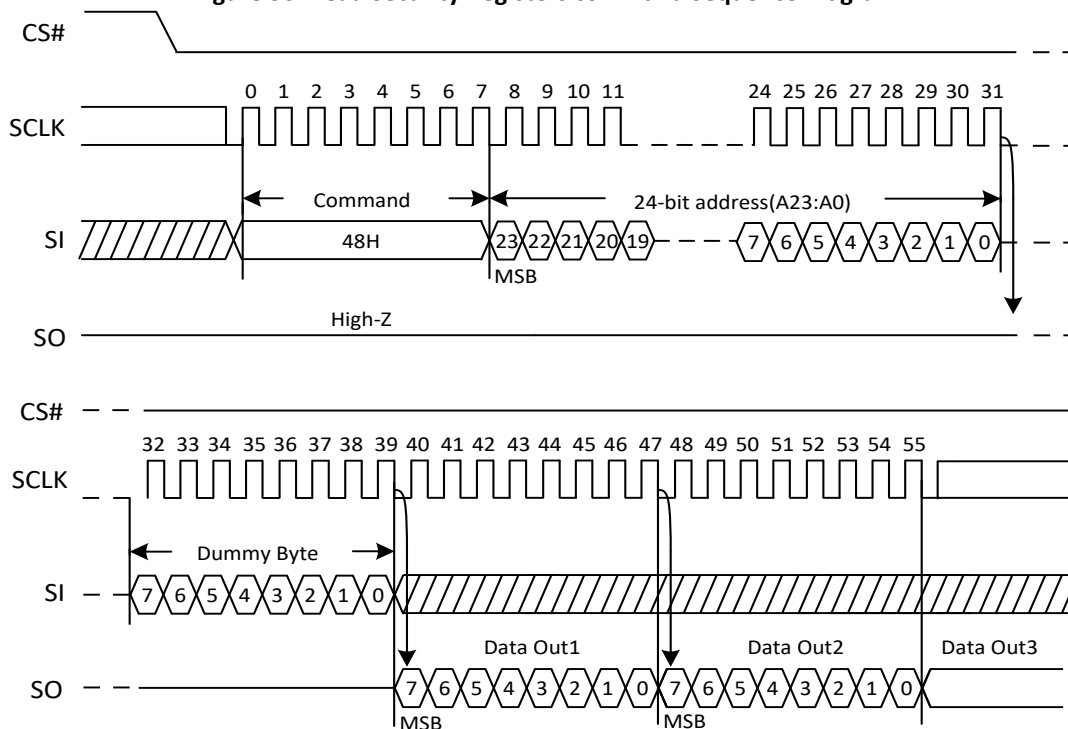 CS#
0 1 2 3 4 5 6 7 8 9 10 11 24 25 26 27 28 29 30 31
SCLK
Command 24-bit address(A23:A0)
SI 48H 23 22 21 20 19 7 6 5 4 3 2 1 0
MSB
High-Z
SO
CS#
32 33 34 35 36 37 38 39 40 41 42 43 44 45 46 47 48 49 50 51 52 53 54 55
SCLK
Dummy Byte
SI 7 6 5 4 3 2 1 0
Data Out1 Data Out2 Data Out3
SO 7 6 5 4 3 2 1 0 7 6 5 4 3 2 1 0
MSB MSB